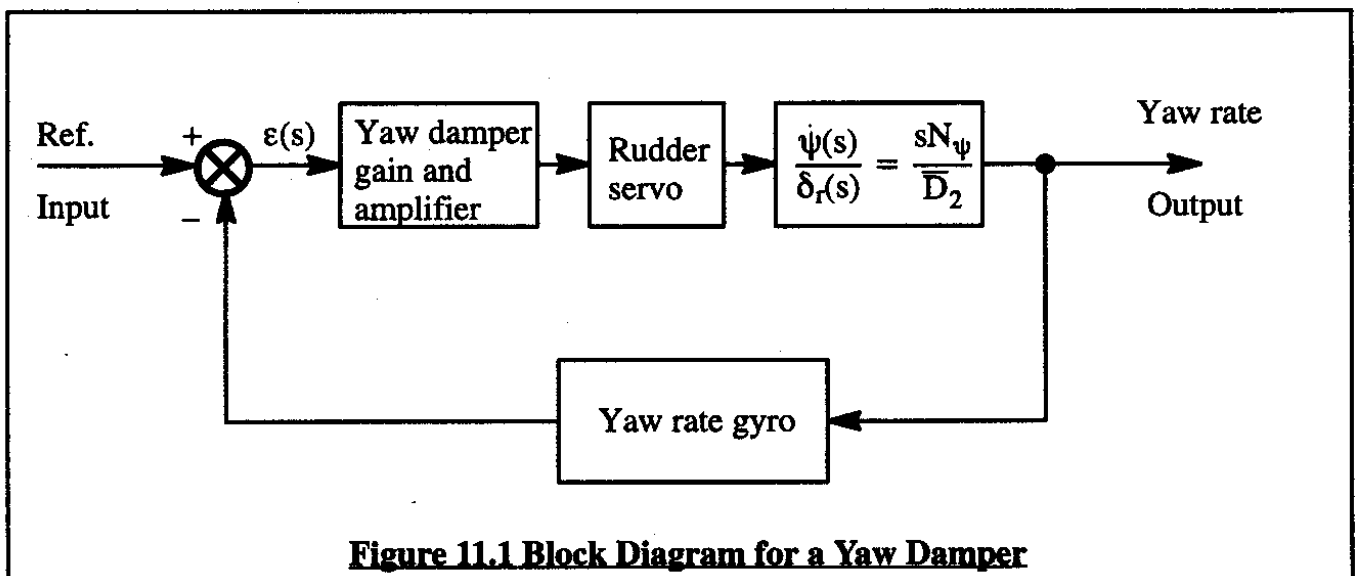 Ref.
Input
+
−
ε(s)
Yaw damper
gain and
amplifier
Rudder
servo
ψ̇(s)
δr(s)
=
sNψ
D̅2
Yaw rate
Output
Yaw rate gyro
Figure 11.1 Block Diagram for a Yaw Damper